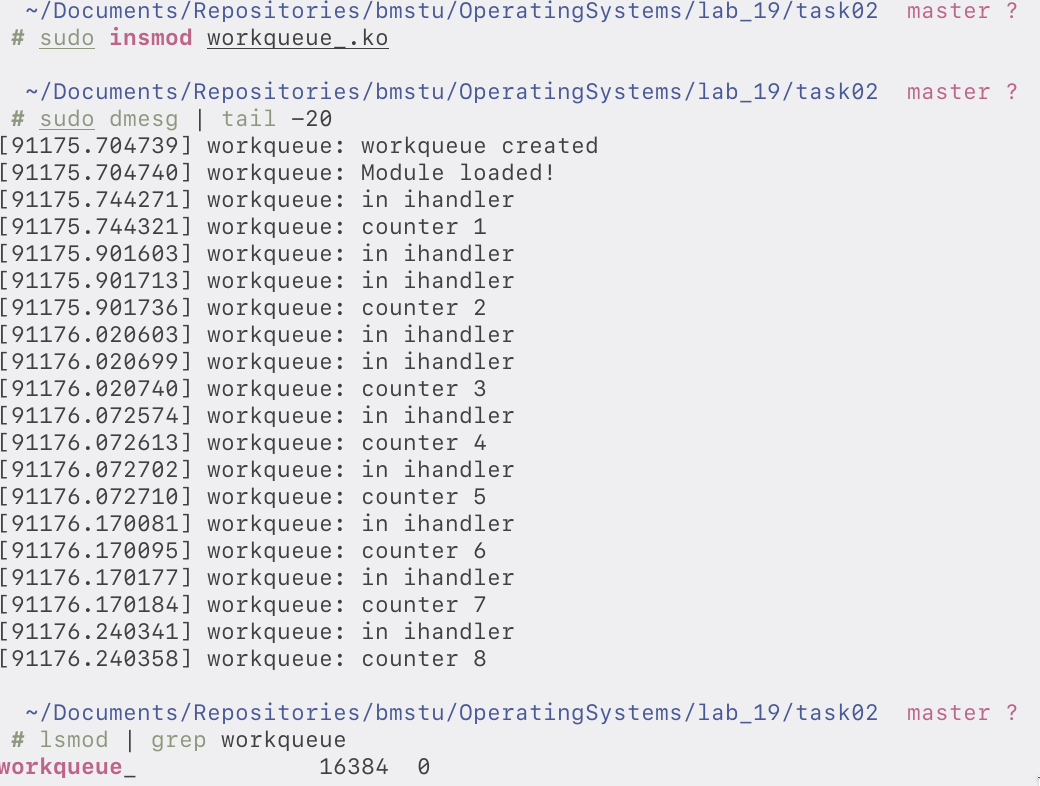 ~/Documents/Repositories/bmstu/OperatingSystems/lab_19/task02  master ?
# sudo insmod workqueue_.ko
~/Documents/Repositories/bmstu/OperatingSystems/lab_19/task02  master ?
# sudo dmesg | tail -20
[91175.704739] workqueue: workqueue created
[91175.704740] workqueue: Module loaded!
[91175.744271] workqueue: in ihandler
[91175.744321] workqueue: counter 1
[91175.901603] workqueue: in ihandler
[91175.901713] workqueue: in ihandler
[91175.901736] workqueue: counter 2
[91176.020603] workqueue: in ihandler
[91176.020699] workqueue: in ihandler
[91176.020740] workqueue: counter 3
[91176.072574] workqueue: in ihandler
[91176.072613] workqueue: counter 4
[91176.072702] workqueue: in ihandler
[91176.072710] workqueue: counter 5
[91176.170081] workqueue: in ihandler
[91176.170095] workqueue: counter 6
[91176.170177] workqueue: in ihandler
[91176.170184] workqueue: counter 7
[91176.240341] workqueue: in ihandler
[91176.240358] workqueue: counter 8
~/Documents/Repositories/bmstu/OperatingSystems/lab_19/task02  master ?
# lsmod | grep workqueue
workqueue_             16384  0